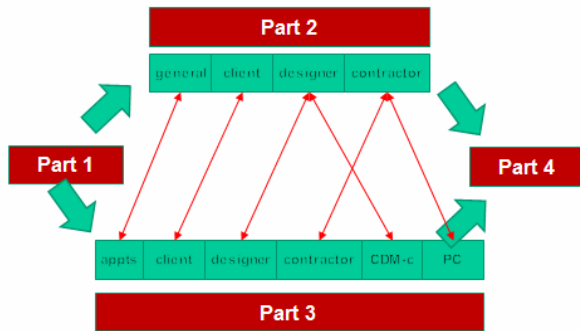 Part 2
general client designer contractor
Part 1
Part 4
appts client designer contractor CDM-c PC
Part 3